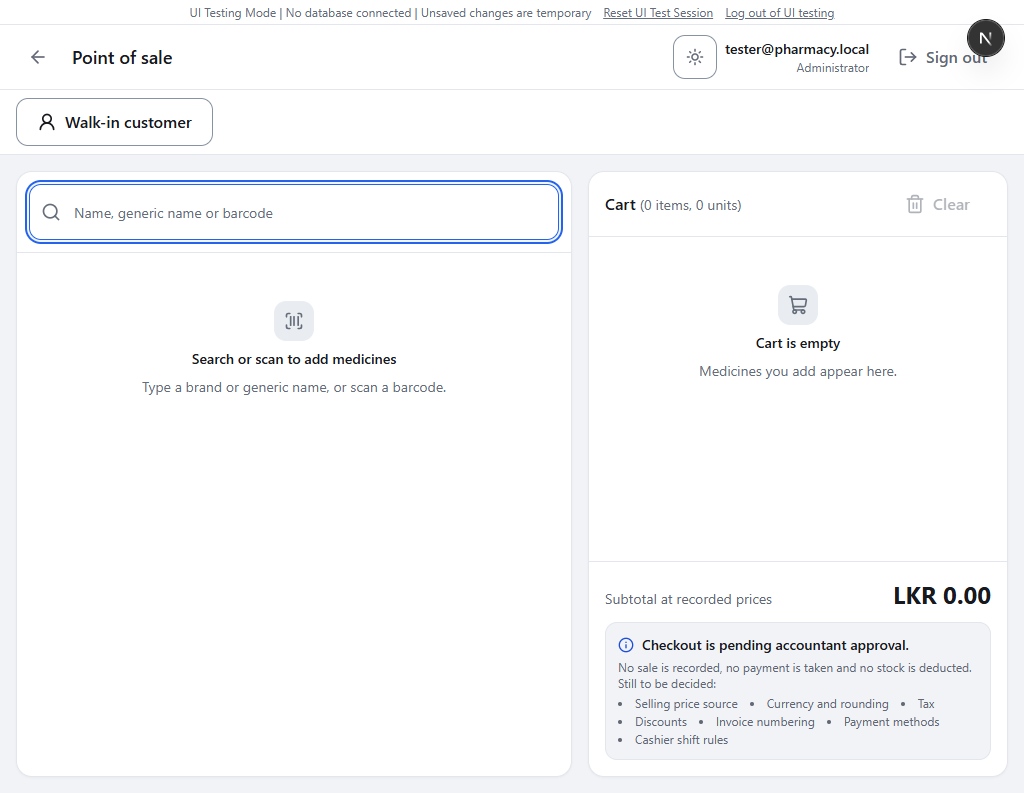 UI Testing Mode | No database connected | Unsaved changes are temporary Reset UI Test Session Log out of UI testing
Point of sale
tester@pharmacy.local
Administrator
Sign out
N
Walk-in customer
Name, generic name or barcode
Search or scan to add medicines
Type a brand or generic name, or scan a barcode.
Cart (0 items, 0 units)
Clear
Cart is empty
Medicines you add appear here.
Subtotal at recorded prices
LKR 0.00
Checkout is pending accountant approval.
No sale is recorded, no payment is taken and no stock is deducted.
Still to be decided:
• Selling price source • Currency and rounding • Tax
• Discounts • Invoice numbering • Payment methods
• Cashier shift rules